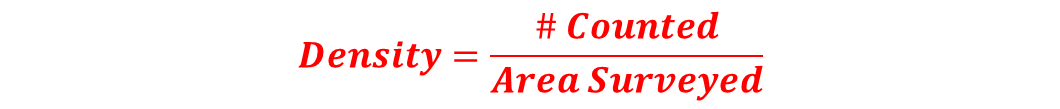 Density = # Counted / Area Surveyed